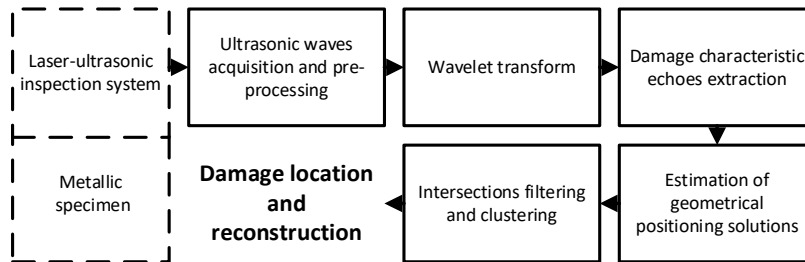 Laser-ultrasonic
inspection system
Ultrasonic waves
acquisition and pre-
processing
Wavelet transform
Damage characteristic
echoes extraction
Metallic
specimen
Damage location
and
reconstruction
Intersections filtering
and clustering
Estimation of
geometrical
positioning solutions